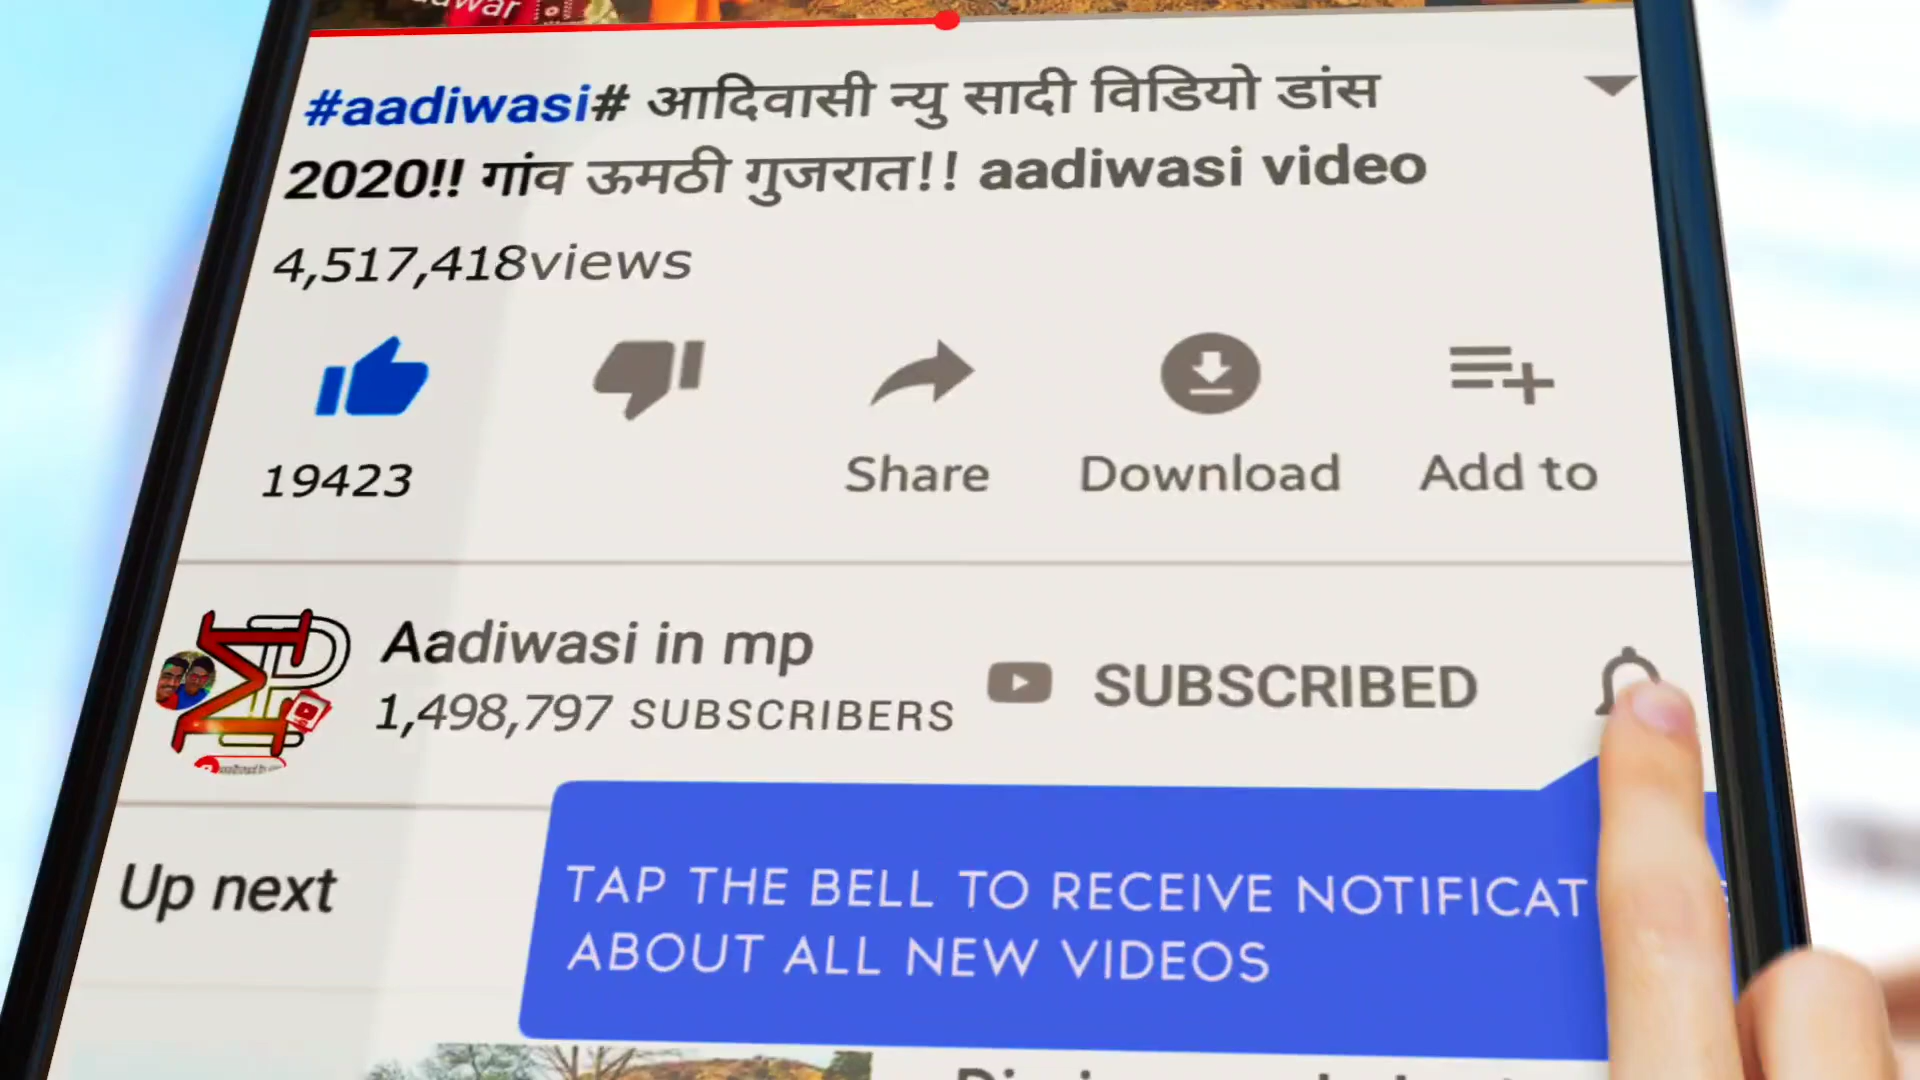 #aadiwasi# आदिवासी न्यु सादी विडियो डांस
2020!! गांव ऊमठी गुजरात!! aadiwasi video
4,517,418views
19423
Share
Download
Add to
Aadiwasi in mp
1,498,797 SUBSCRIBERS
SUBSCRIBED
Up next
TAP THE BELL TO RECEIVE NOTIFICAT
ABOUT ALL NEW VIDEOS